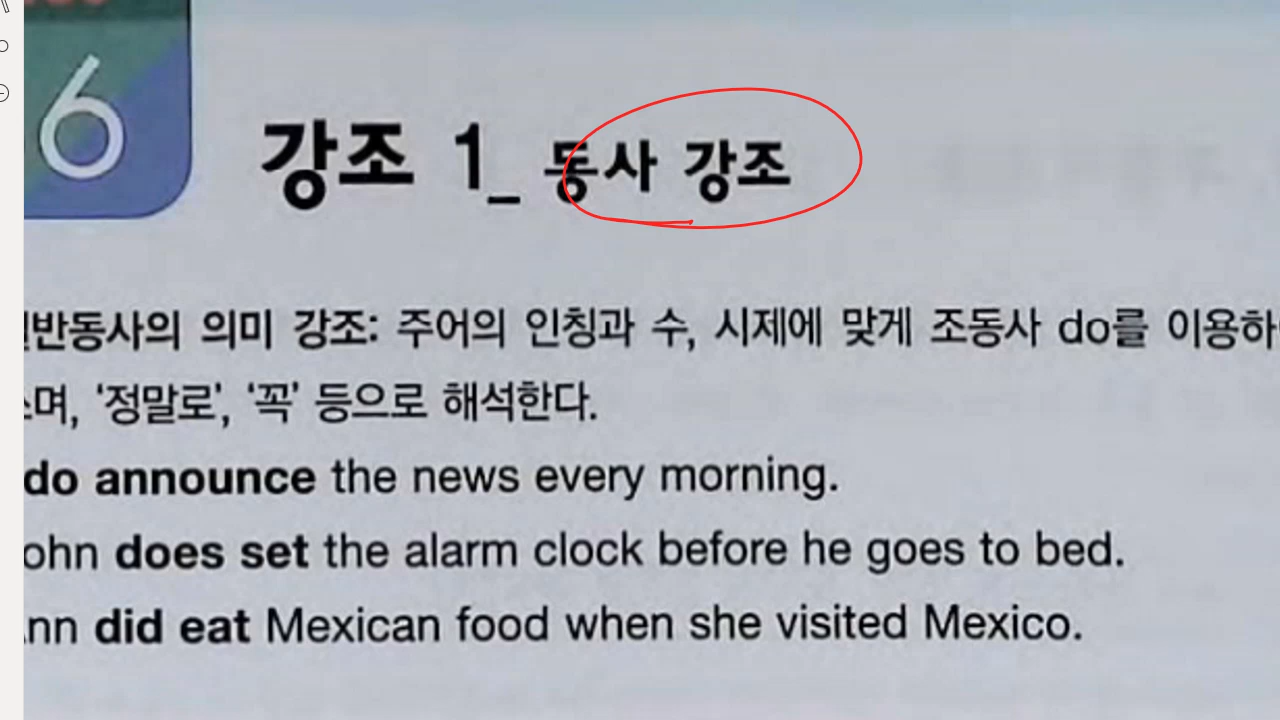 6
강조 1_ 동사 강조
일반동사의 의미 강조: 주어의 인칭과 수, 시제에 맞게 조동사 do를 이용하
며, ‘정말로’, ‘꼭’ 등으로 해석한다.
do announce the news every morning.
ohn does set the alarm clock before he goes to bed.
nn did eat Mexican food when she visited Mexico.